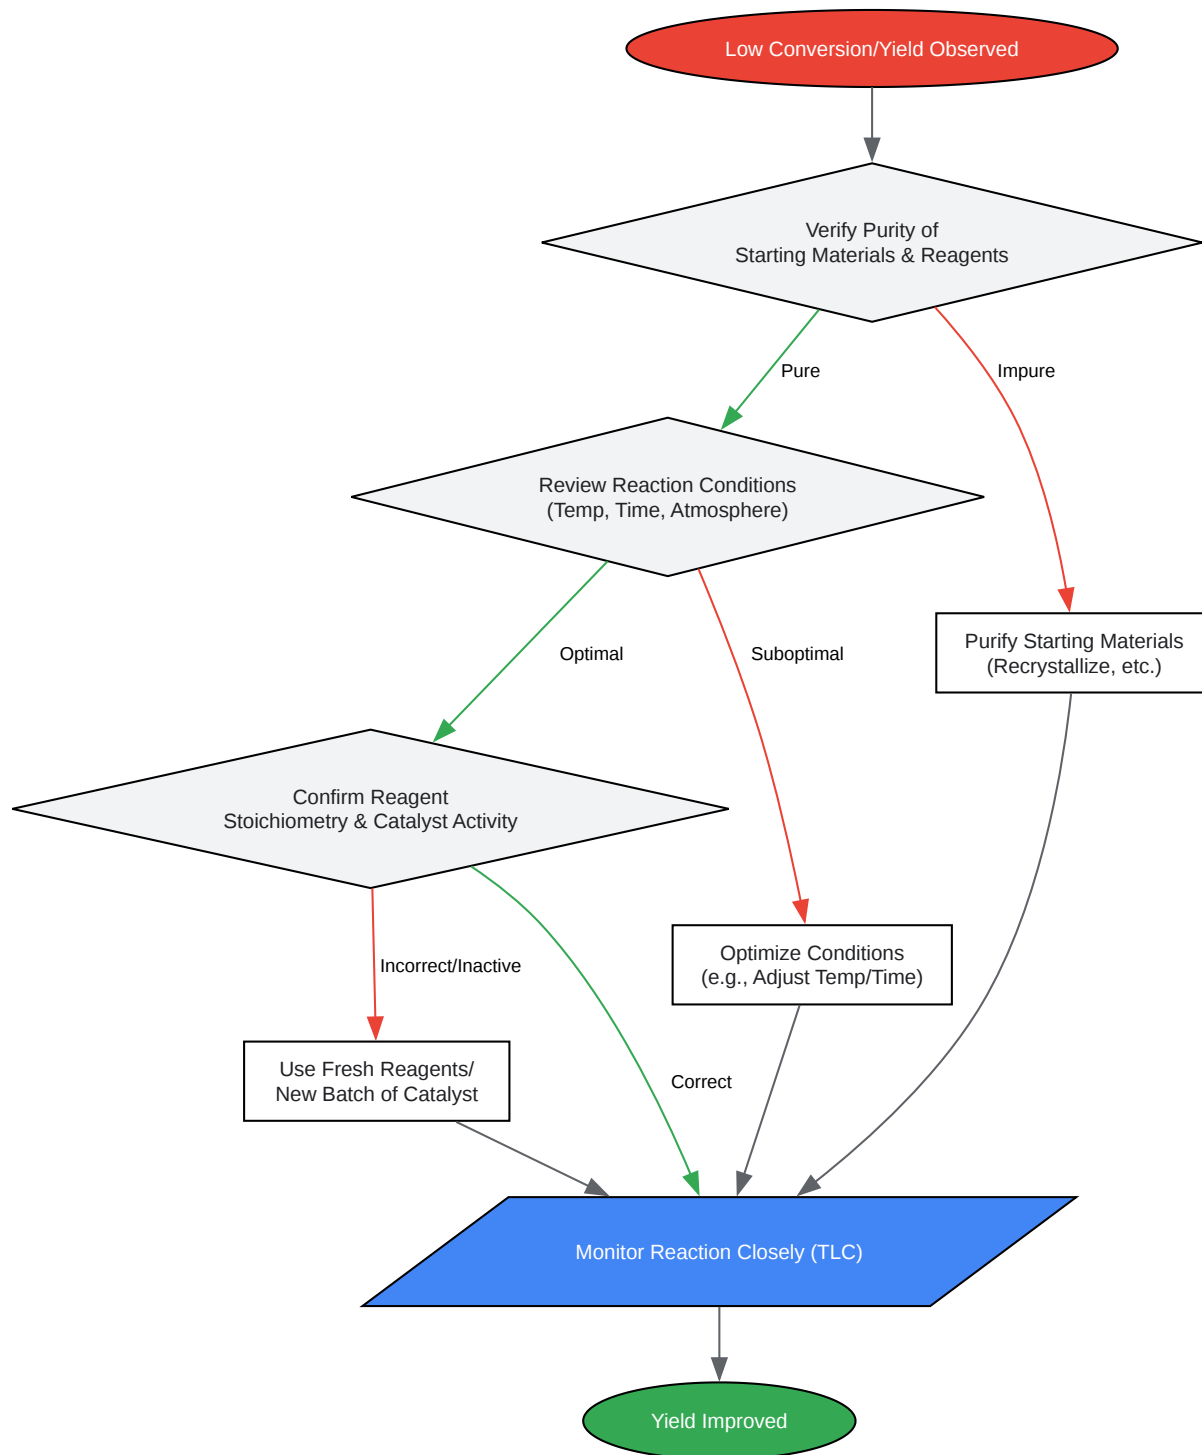 Low Conversion/Yield Observed
Verify Purity of
Starting Materials & Reagents
Pure
Impure
Review Reaction Conditions
(Temp, Time, Atmosphere)
Optimal
Suboptimal
Purify Starting Materials
(Recrystallize, etc.)
Confirm Reagent
Stoichiometry & Catalyst Activity
Incorrect/Inactive
Optimize Conditions
(e.g., Adjust Temp/Time)
Use Fresh Reagents/
New Batch of Catalyst
Correct
Monitor Reaction Closely (TLC)
Yield Improved